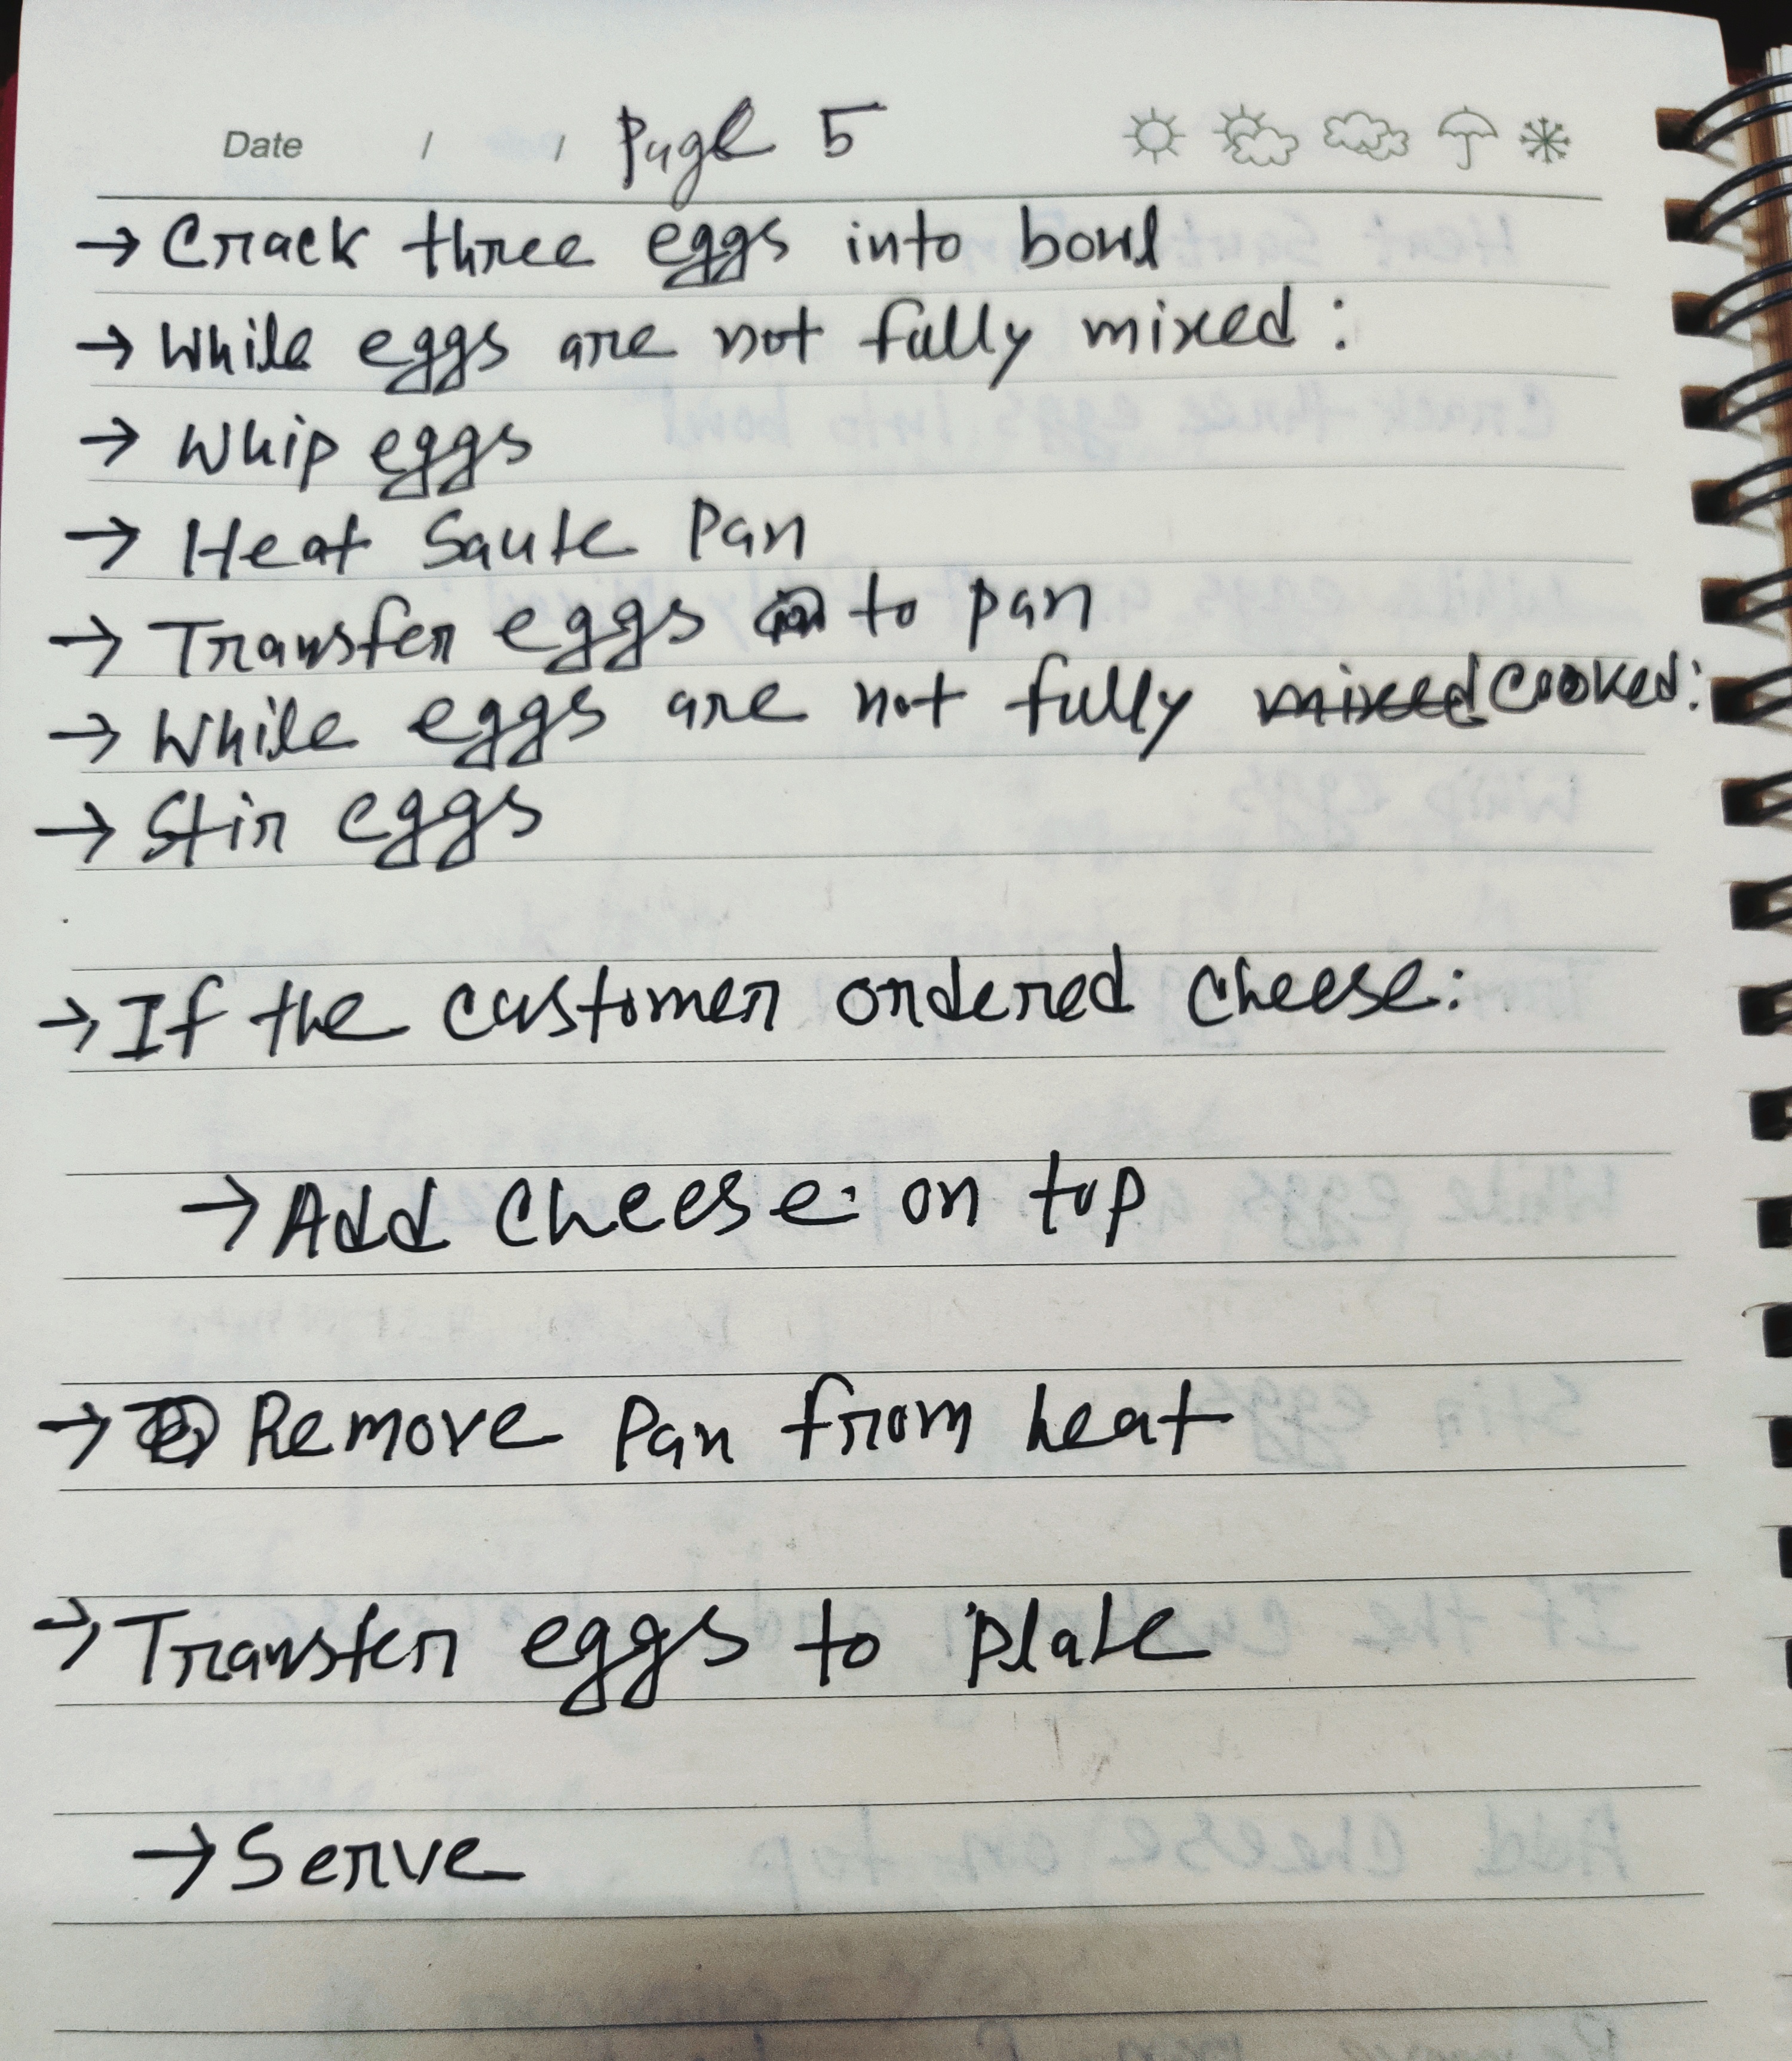 Date / / Page 5
→ Crack three eggs into bowl
→ While eggs are not fully mixed:
→ Whip eggs
→ Heat Saute Pan
→ Transfer eggs to pan
→ While eggs are not fully mixed cooked:
→ Stir eggs
→ If the customer ordered cheese:
→ Add cheese: on top
→ Remove Pan from heat
→ Transfer eggs to plate
→ Serve